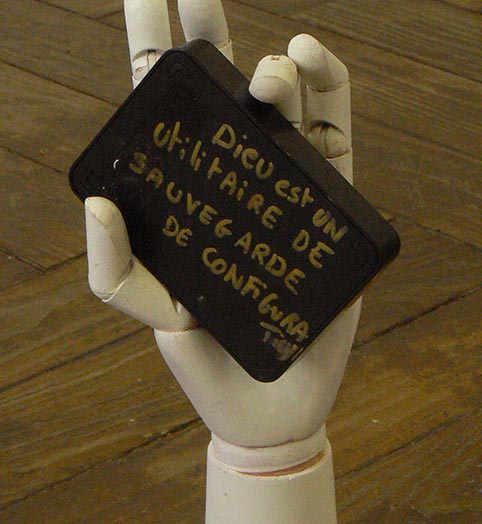 Dieu est un
utilitaire de
sauvegarde
de configura